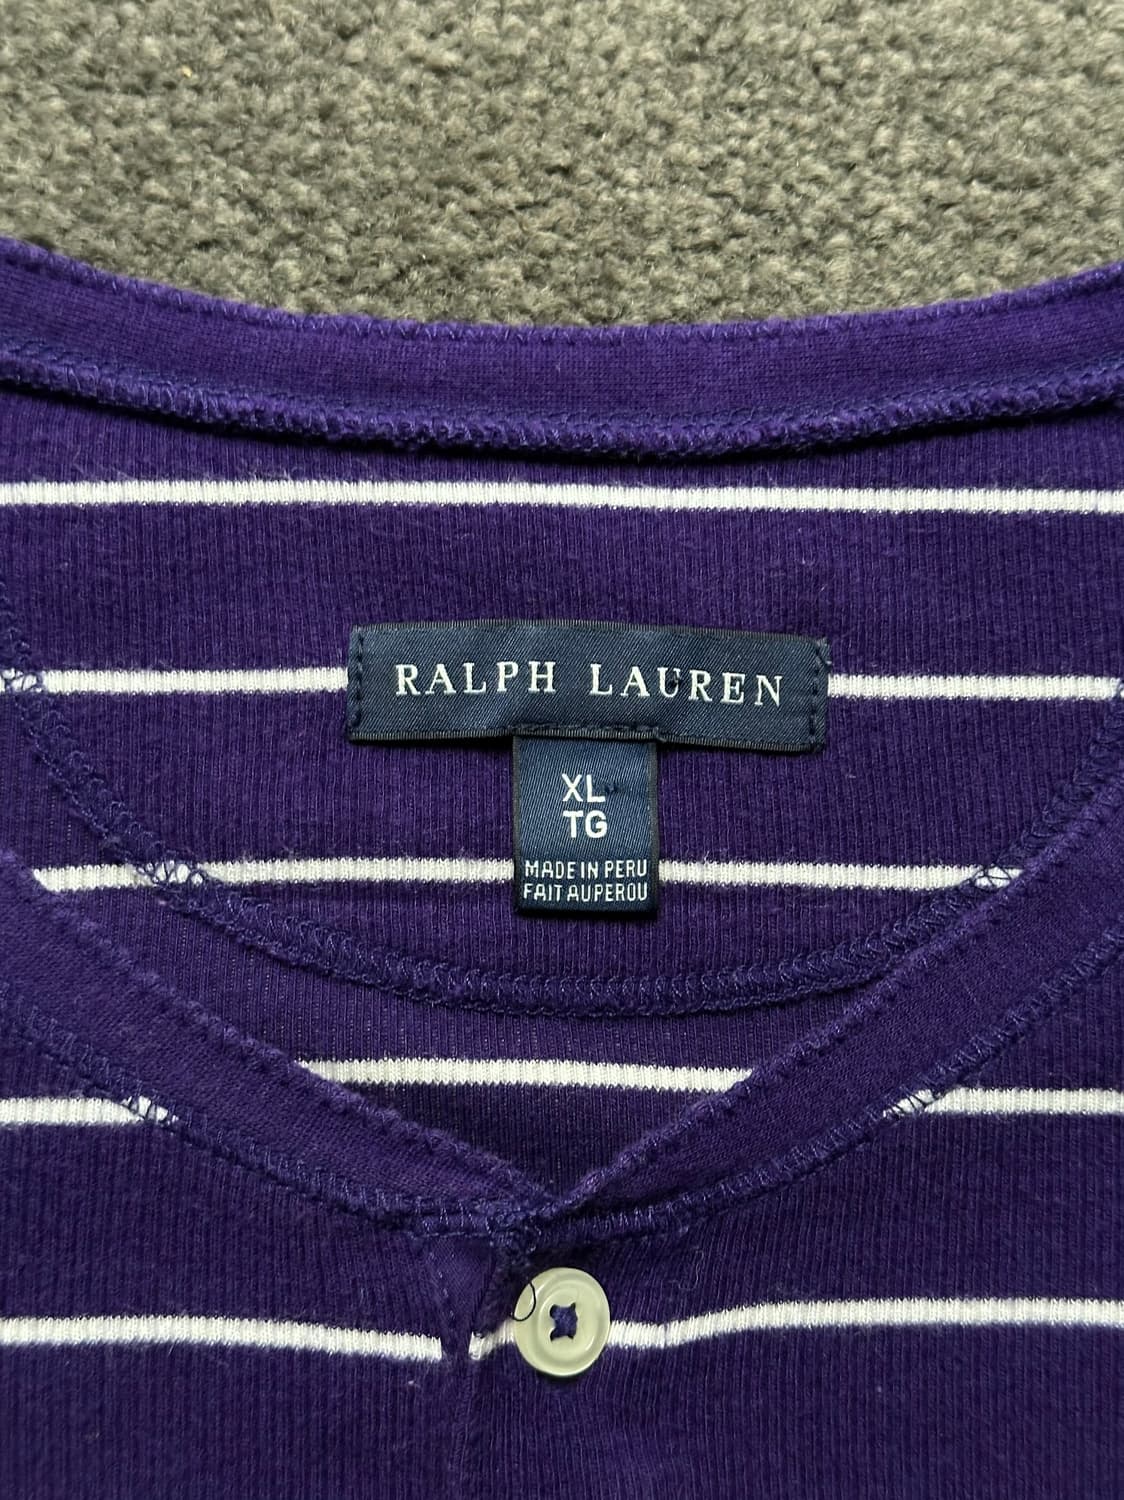 RALPH LAUREN
XL
TG
MADE IN PERU
FAIT AU PEROU